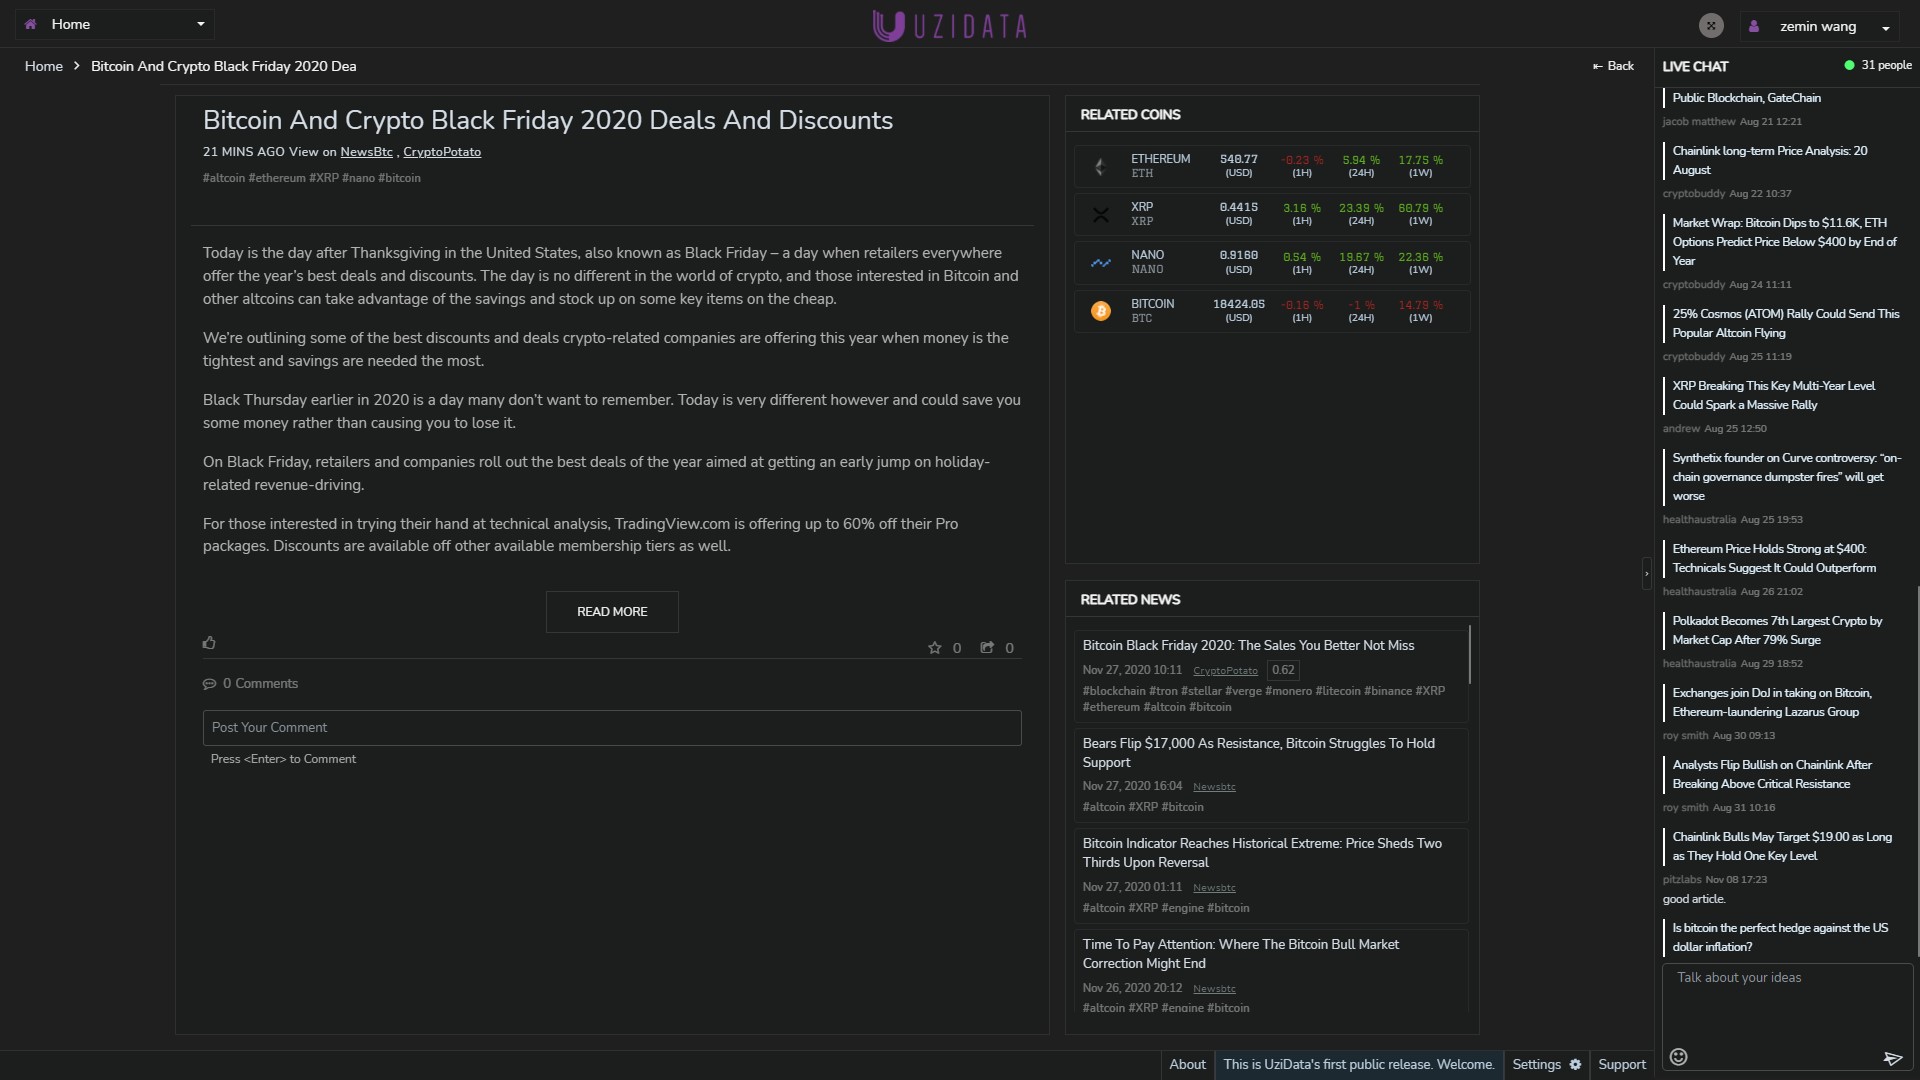 Home
UZIDATA
zemin wang
Home > Bitcoin And Crypto Black Friday 2020 Dea
⇤ Back
Bitcoin And Crypto Black Friday 2020 Deals And Discounts
21 MINS AGO View on NewsBtc , CryptoPotato
#altcoin #ethereum #XRP #nano #bitcoin
Today is the day after Thanksgiving in the United States, also known as Black Friday – a day when retailers everywhere
offer the year’s best deals and discounts. The day is no different in the world of crypto, and those interested in Bitcoin and
other altcoins can take advantage of the savings and stock up on some key items on the cheap.
We’re outlining some of the best discounts and deals crypto-related companies are offering this year when money is the
tightest and savings are needed the most.
Black Thursday earlier in 2020 is a day many don’t want to remember. Today is very different however and could save you
some money rather than causing you to lose it.
On Black Friday, retailers and companies roll out the best deals of the year aimed at getting an early jump on holiday-
related revenue-driving.
For those interested in trying their hand at technical analysis, TradingView.com is offering up to 60% off their Pro
packages. Discounts are available off other available membership tiers as well.
READ MORE
0 0
0 Comments
Post Your Comment
Press <Enter> to Comment
RELATED COINS
ETHEREUM 540.77 -0.23 % 5.94 % 17.75 %
ETH (USD) (1H) (24H) (1W)
XRP 0.4415 3.16 % 23.39 % 60.79 %
XRP (USD) (1H) (24H) (1W)
NANO 0.9160 0.54 % 19.67 % 22.36 %
NANO (USD) (1H) (24H) (1W)
BITCOIN 18424.05 -0.16 % -1 % 14.79 %
BTC (USD) (1H) (24H) (1W)
RELATED NEWS
Bitcoin Black Friday 2020: The Sales You Better Not Miss
Nov 27, 2020 10:11 CryptoPotato 0.62
#blockchain #tron #stellar #verge #monero #litecoin #binance #XRP
#ethereum #altcoin #bitcoin
Bears Flip $17,000 As Resistance, Bitcoin Struggles To Hold
Support
Nov 27, 2020 16:04 Newsbtc
#altcoin #XRP #bitcoin
Bitcoin Indicator Reaches Historical Extreme: Price Sheds Two
Thirds Upon Reversal
Nov 27, 2020 01:11 Newsbtc
#altcoin #XRP #engine #bitcoin
Time To Pay Attention: Where The Bitcoin Bull Market
Correction Might End
Nov 26, 2020 20:12 Newsbtc
#altcoin #XRP #engine #bitcoin
LIVE CHAT
31 people
Public Blockchain, GateChain
jacob matthew Aug 21 12:21
Chainlink long-term Price Analysis: 20
August
cryptobuddy Aug 22 10:37
Market Wrap: Bitcoin Dips to $11.6K, ETH
Options Predict Price Below $400 by End of
Year
cryptobuddy Aug 24 11:11
25% Cosmos (ATOM) Rally Could Send This
Popular Altcoin Flying
cryptobuddy Aug 25 11:19
XRP Breaking This Key Multi-Year Level
Could Spark a Massive Rally
andrew Aug 25 12:50
Synthetix founder on Curve controversy: “on-
chain governance dumpster fires” will get
worse
healthaustralia Aug 25 19:53
Ethereum Price Holds Strong at $400:
Technicals Suggest It Could Outperform
healthaustralia Aug 26 21:02
Polkadot Becomes 7th Largest Crypto by
Market Cap After 79% Surge
healthaustralia Aug 29 18:52
Exchanges join DoJ in taking on Bitcoin,
Ethereum-laundering Lazarus Group
roy smith Aug 30 09:13
Analysts Flip Bullish on Chainlink After
Breaking Above Critical Resistance
roy smith Aug 31 10:16
Chainlink Bulls May Target $19.00 as Long
as They Hold One Key Level
pitzlabs Nov 08 17:23
good article.
Is bitcoin the perfect hedge against the US
dollar inflation?
Talk about your ideas
About
This is UziData's first public release. Welcome.
Settings
Support